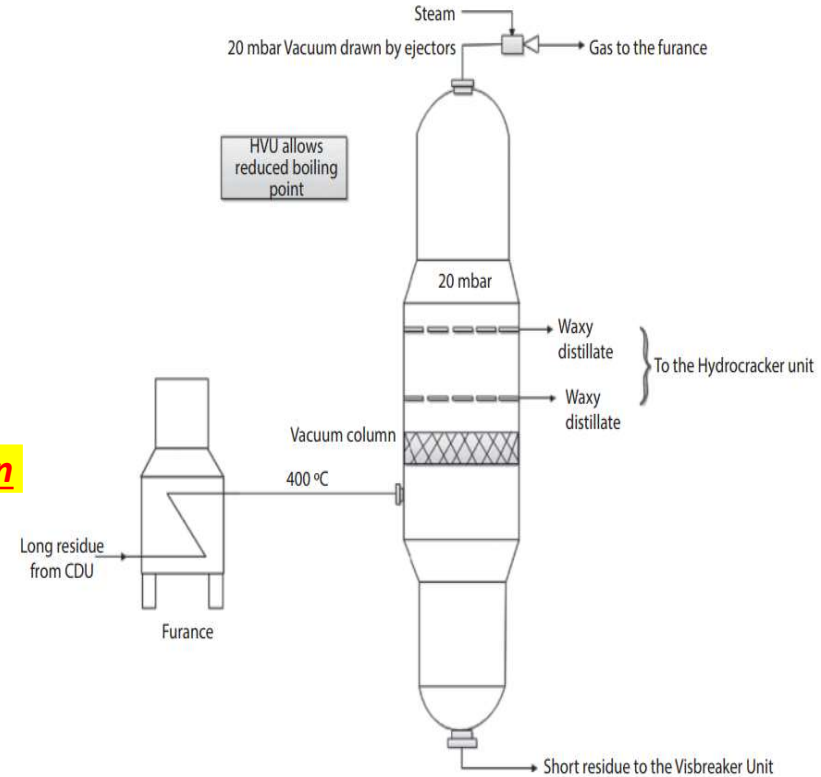 Steam
20 mbar Vacuum drawn by ejectors
Gas to the furance
HVU allows
reduced boiling
point
20 mbar
Waxy
distillate
To the Hydrocracker unit
Waxy
distillate
Vacuum column
n
400 ºC
Long residue
from CDU
Furance
Short residue to the Visbreaker Unit